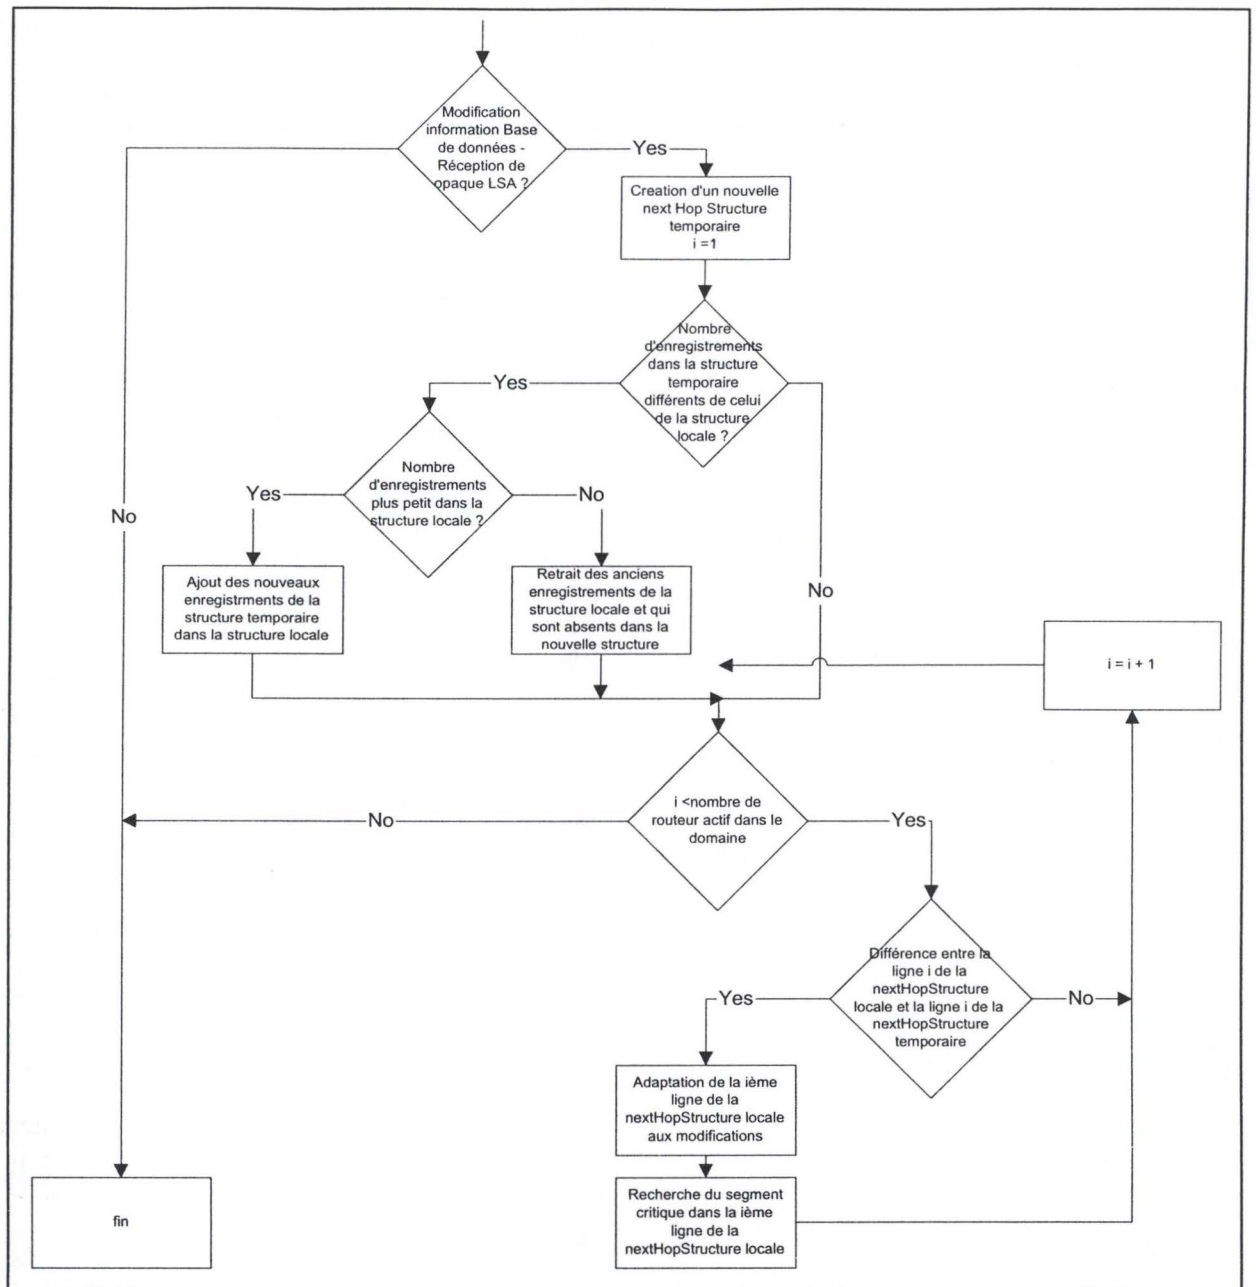 Modification
information Base
de données -
Réception de
opaque LSA ?
Yes
Creation d'un nouvelle
next Hop Structure
temporaire
i =1
Nombre
d'enregistrements
dans la structure
temporaire
différents de celui
de la structure
locale ?
Yes
Nombre
d'enregistrements
plus petit dans la
structure locale ?
Yes
No
No
Ajout des nouveaux
enregistrments de la
structure temporaire
dans la structure locale
Retrait des anciens
enregistrements de la
structure locale et qui
sont absents dans la
nouvelle structure
No
i = i + 1
i <nombre de
routeur actif dans le
domaine
No
Yes
Différence entre la
ligne i de la
nextHopStructure
locale et la ligne i de la
nextHopStructure
temporaire
Yes
No
Adaptation de la ième
ligne de la
nextHopStructure locale
aux modifications
Recherche du segment
critique dans la ième
ligne de la
nextHopStructure locale
fin